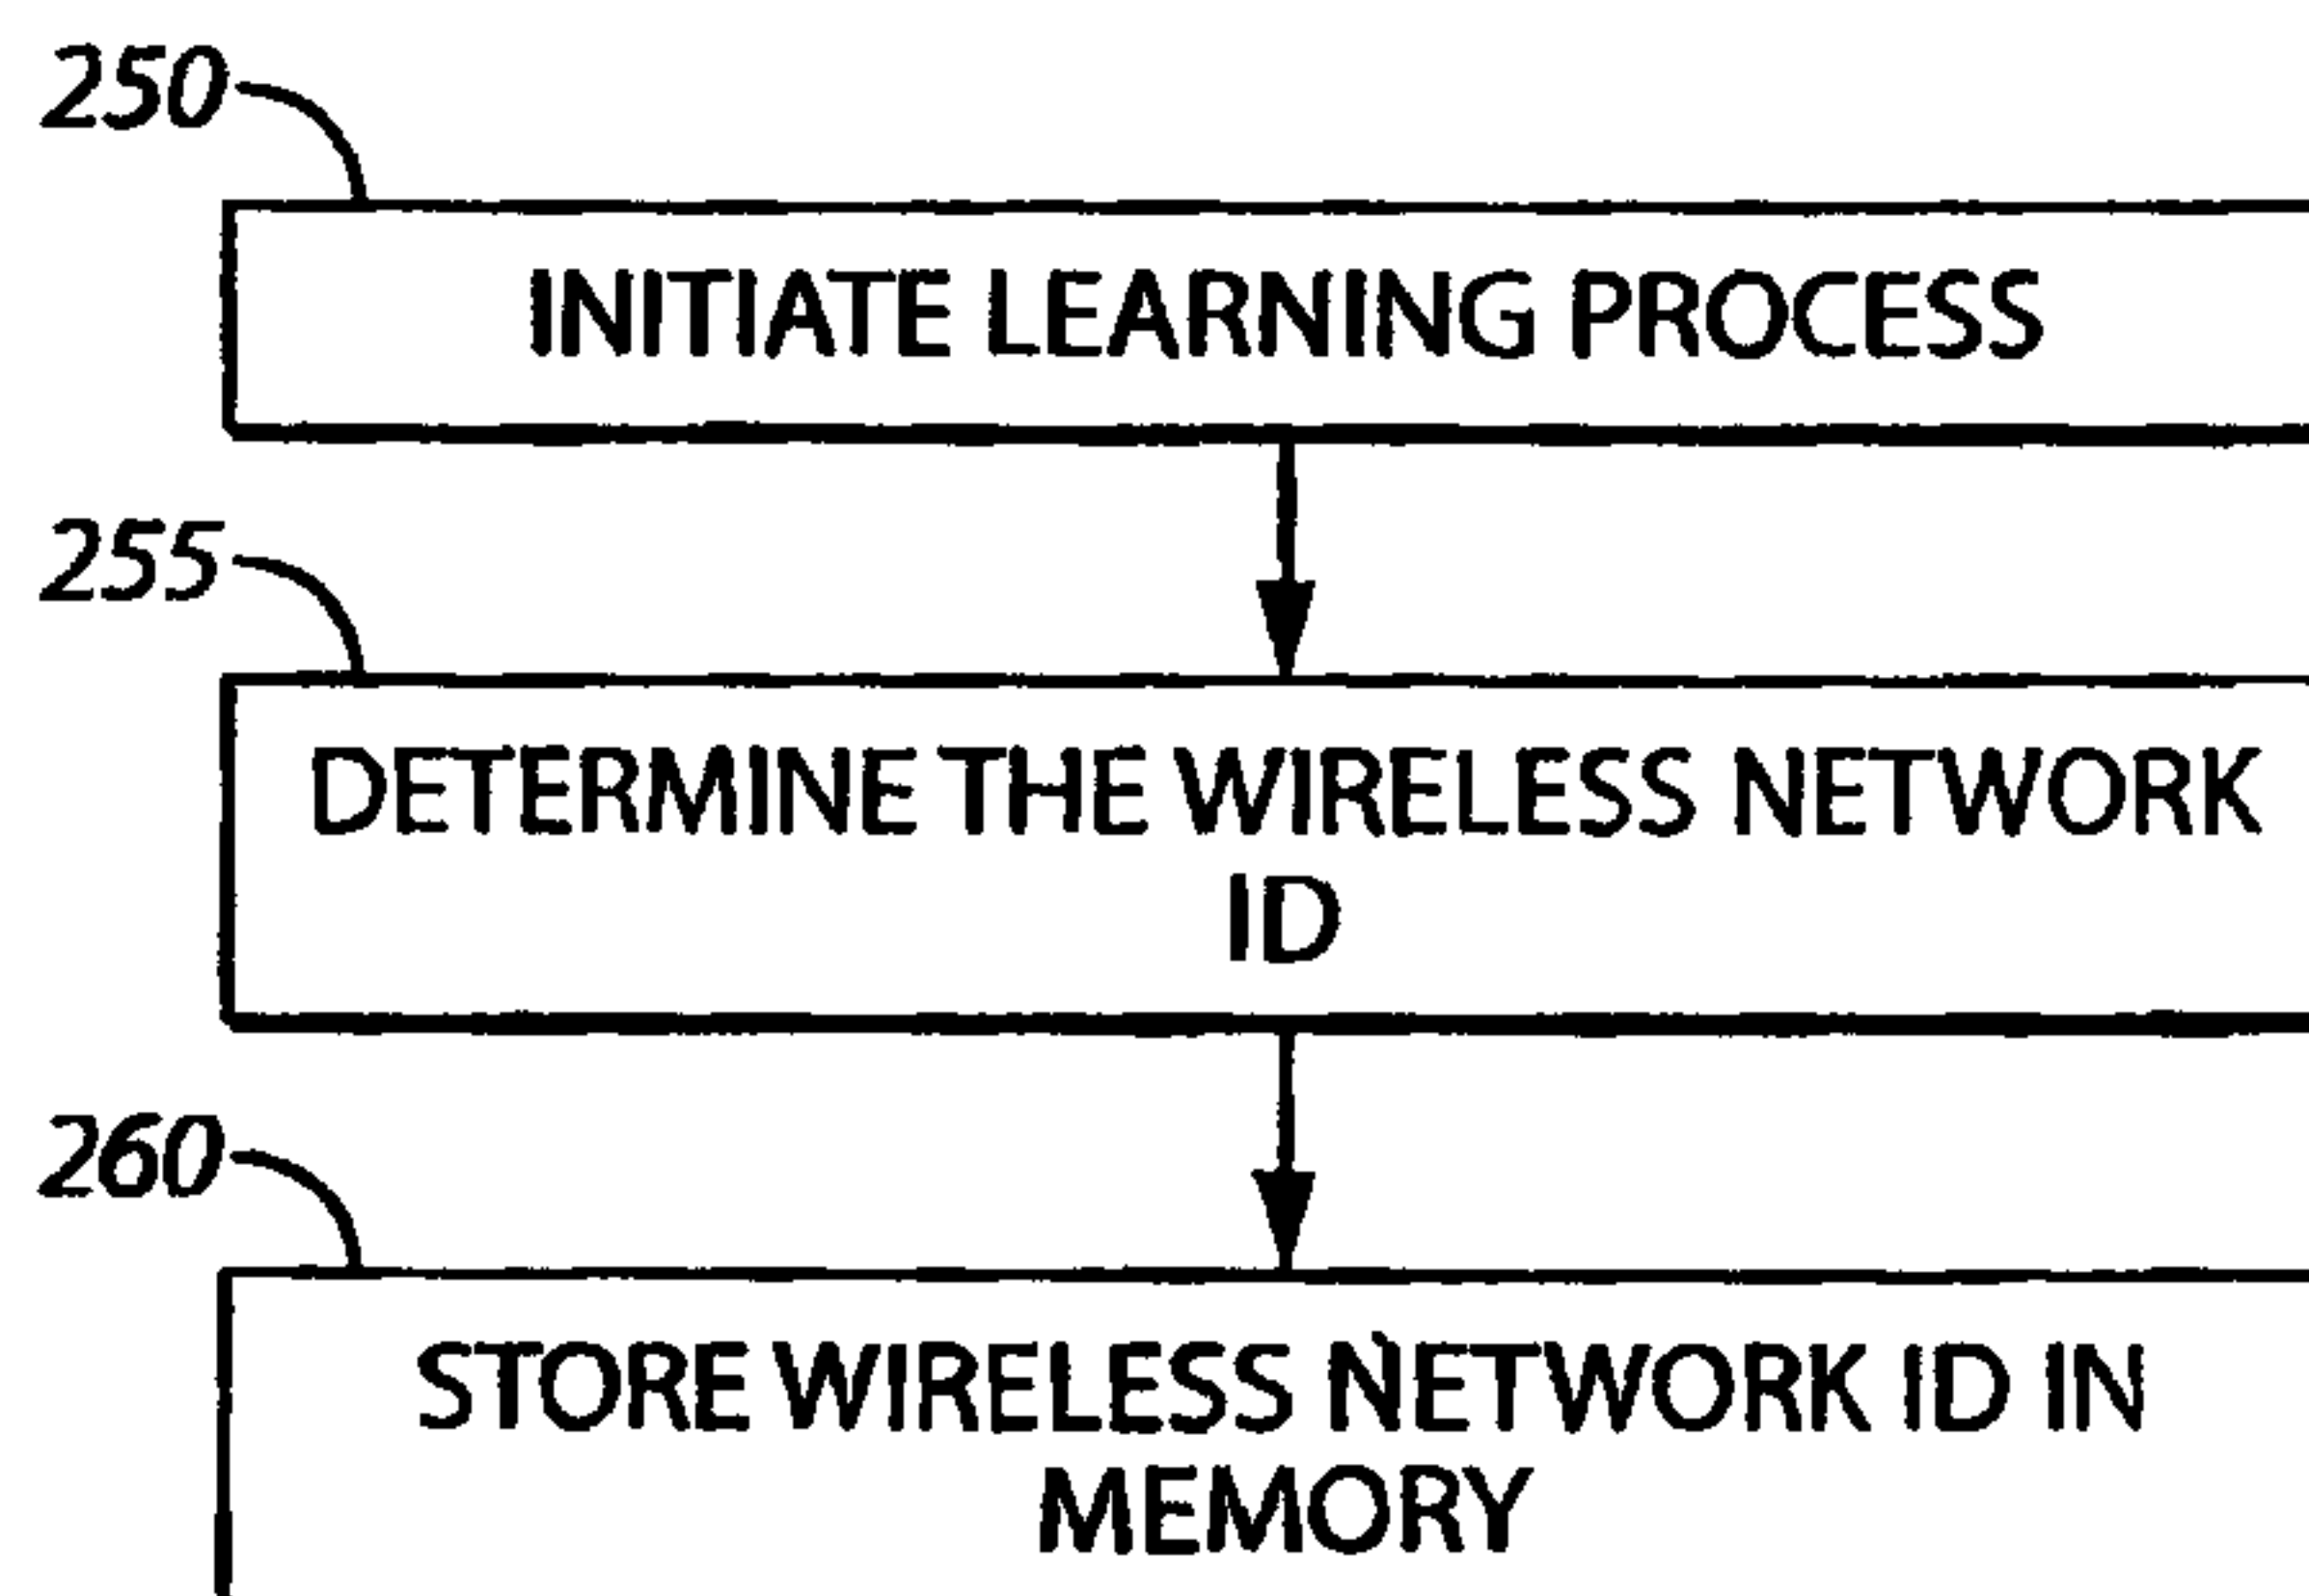 250
INITIATE LEARNING PROCESS
255
DETERMINE THE WIRELESS NETWORK
ID
260
STORE WIRELESS NETWORK ID IN
MEMORY